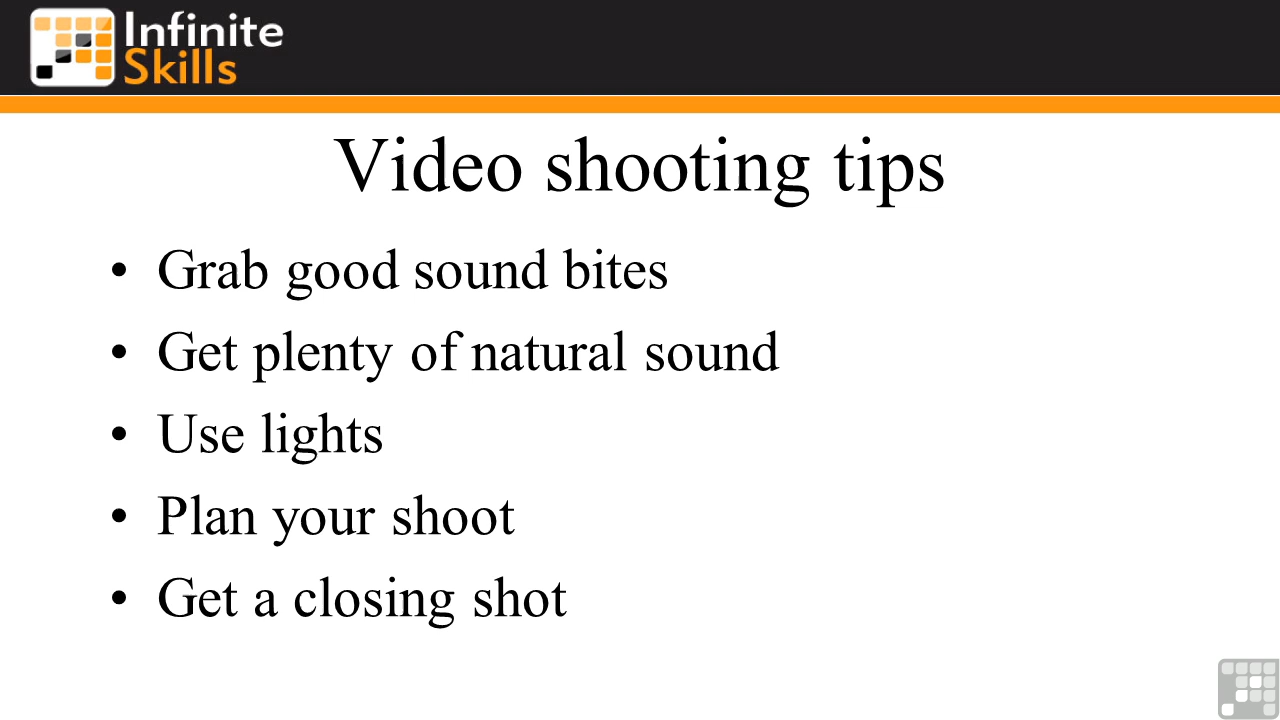 Infinite
Skills
Video shooting tips
• Grab good sound bites
• Get plenty of natural sound
• Use lights
• Plan your shoot
• Get a closing shot